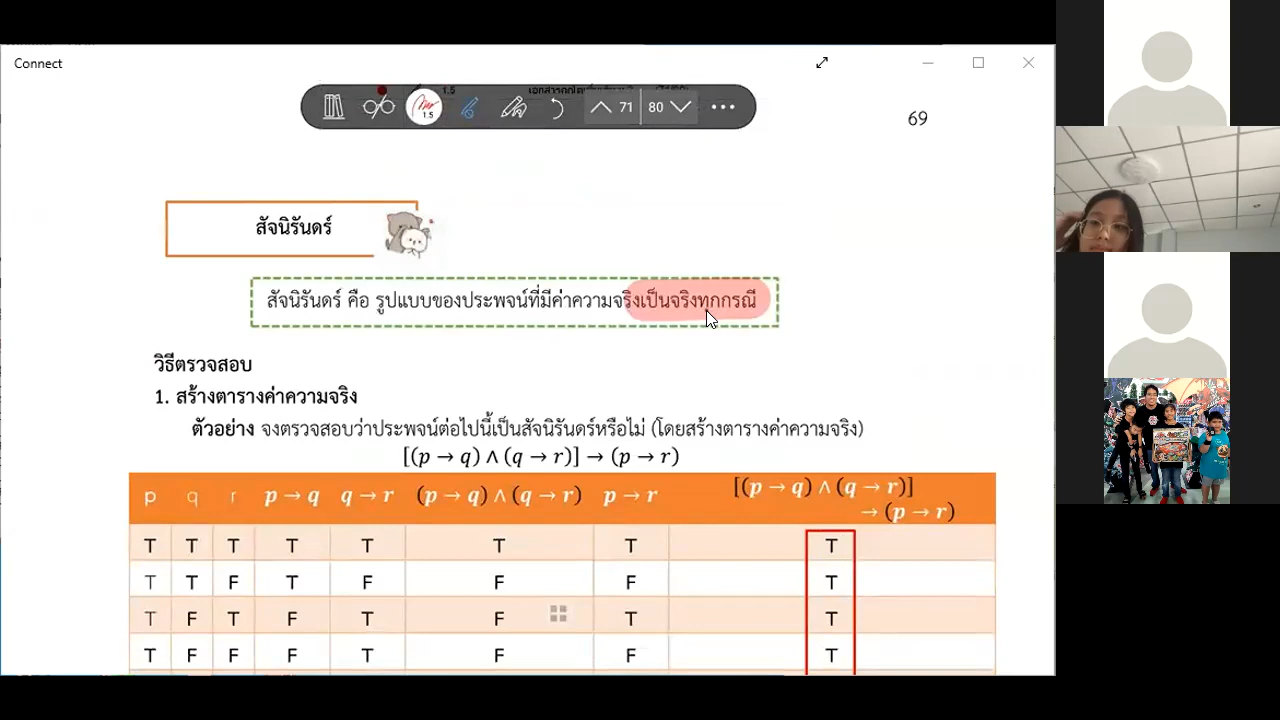 Connect
1.5
1.5
71
80
69
สัจนิรันดร์
สัจนิรันดร์ คือ รูปแบบของประพจน์ที่มีค่าความจริงเป็นจริงทุกกรณี
วิธีตรวจสอบ
1. สร้างตารางค่าความจริง
ตัวอย่าง จงตรวจสอบว่าประพจน์ต่อไปนี้เป็นสัจนิรันดร์หรือไม่ (โดยสร้างตารางค่าความจริง)
[(p → q) ∧ (q → r)] → (p → r)
p q r p → q q → r (p → q) ∧ (q → r) p → r [(p → q) ∧ (q → r)]
→ (p → r)
T T T T T T T T
T T F T F F F T
T F T F T F T T
T F F F T F F T